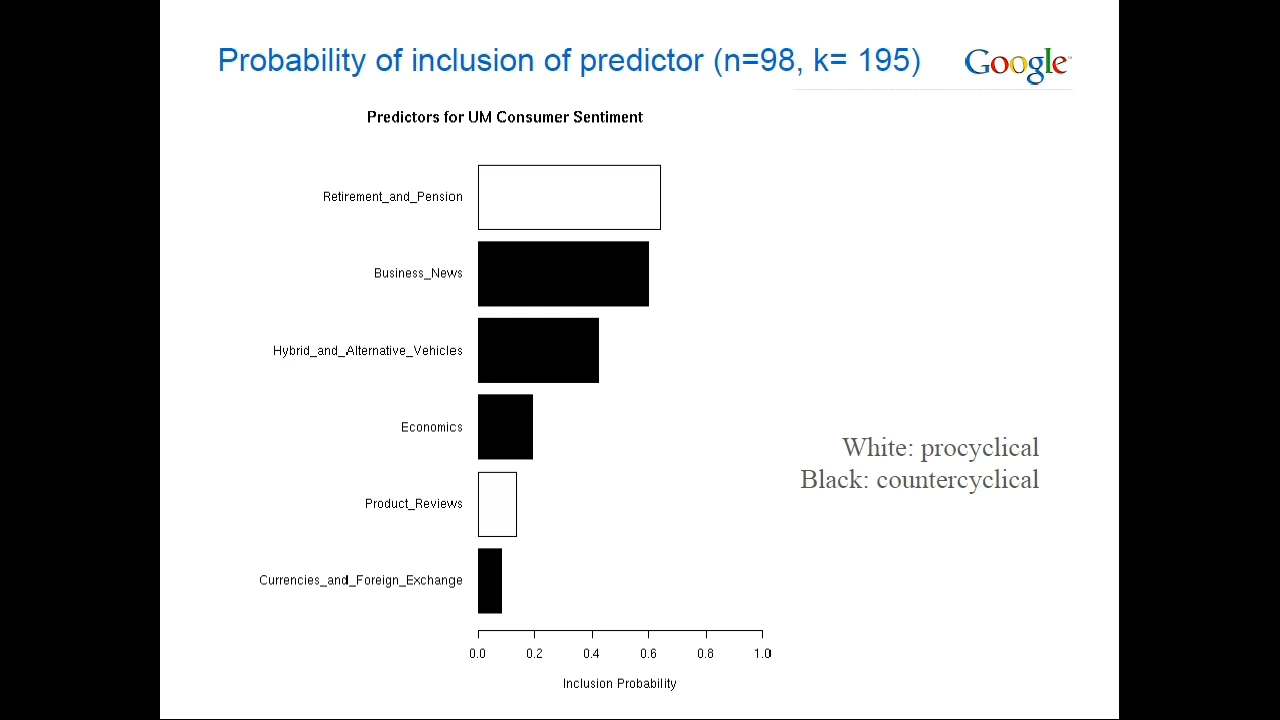 Probability of inclusion of predictor (n=98, k= 195)
Google
Predictors for UM Consumer Sentiment
Retirement_and_Pension
Business_News
Hybrid_and_Alternative_Vehicles
Economics
Product_Reviews
Currencies_and_Foreign_Exchange
White: procyclical
Black: countercyclical
0.0 0.2 0.4 0.6 0.8 1.0
Inclusion Probability